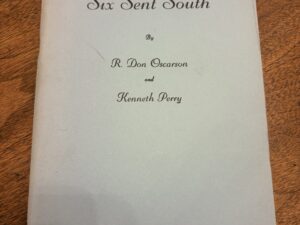 Six Sent South
By
R. Don Oscarson
and
Kenneth Perry